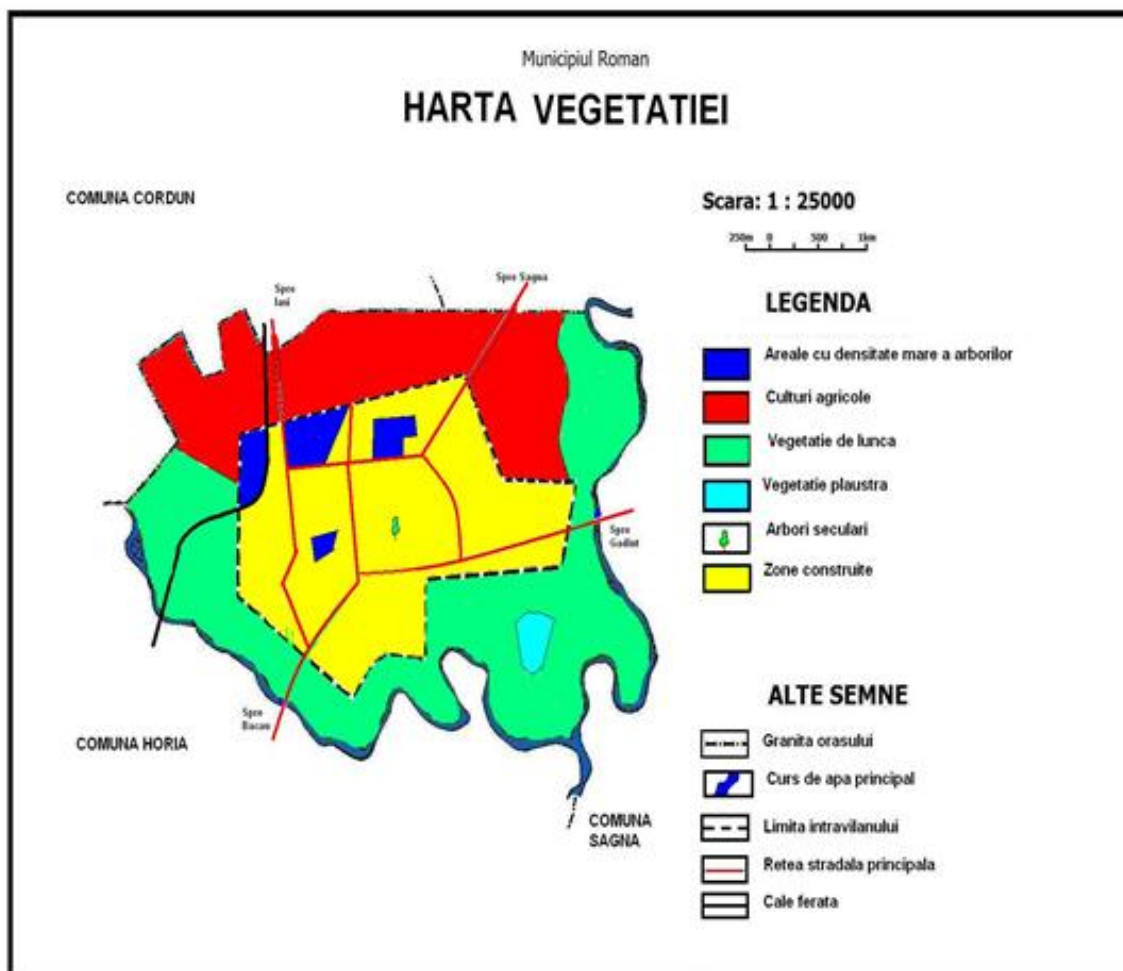 Municipiul Roman
HARTA VEGETATIEI
COMUNA CORDUN
Scara: 1 : 25000
250m 0 500 1km
Spre
Iasi
Spre Sagna
LEGENDA
Areale cu densitate mare a arborilor
Culturi agricole
Vegetatie de lunca
Vegetatie plaustra
Arbori seculari
Zone construite
Spre
Spre
Bacau
COMUNA HORIA
COMUNA
SAGNA
ALTE SEMNE
Granita orasului
Curs de apa principal
Limita intravilanului
Retea stradala principala
Cale ferata